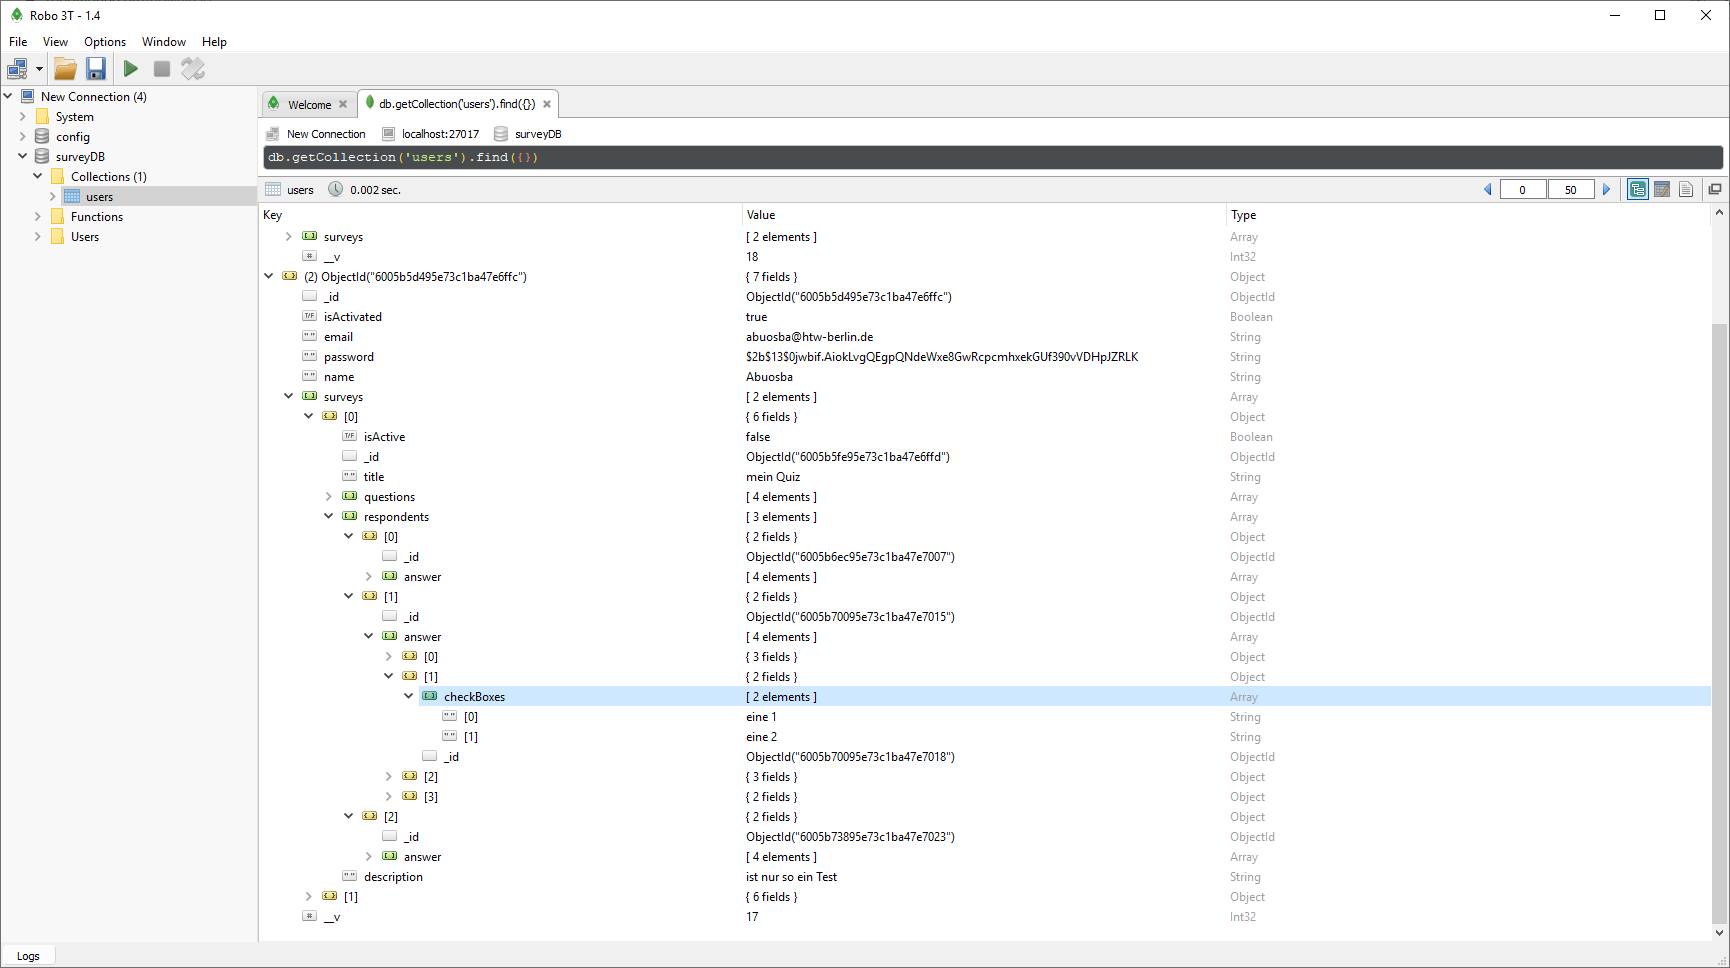 Robo 3T - 1.4
File View Options Window Help
New Connection (4)
System
config
surveyDB
Collections (1)
users
Functions
Users
Welcome db.getCollection('users').find({})
New Connection localhost:27017 surveyDB
db.getCollection('users').find({})
users 0.002 sec. 0 50
Key Value Type
surveys [ 2 elements ] Array
__v 18 Int32
(2) ObjectId("6005b5d495e73c1ba47e6ffc") { 7 fields } Object
_id ObjectId("6005b5d495e73c1ba47e6ffc") ObjectId
isActivated true Boolean
email abuosba@htw-berlin.de String
password $2b$13$0jwbif.AiokLvgQEgpQNdeWxe8GwRcpcmhxekGUf390vVDHpJZRLK String
name Abuosba String
surveys [ 2 elements ] Array
[0] { 6 fields } Object
isActive false Boolean
_id ObjectId("6005b5fe95e73c1ba47e6ffd") ObjectId
title mein Quiz String
questions [ 4 elements ] Array
respondents [ 3 elements ] Array
[0] { 2 fields } Object
_id ObjectId("6005b6ec95e73c1ba47e7007") ObjectId
answer [ 4 elements ] Array
[1] { 2 fields } Object
_id ObjectId("6005b70095e73c1ba47e7015") ObjectId
answer [ 4 elements ] Array
[0] { 3 fields } Object
[1] { 2 fields } Object
checkBoxes [ 2 elements ] Array
[0] eine 1 String
[1] eine 2 String
_id ObjectId("6005b70095e73c1ba47e7018") ObjectId
[2] { 3 fields } Object
[3] { 2 fields } Object
[2] { 2 fields } Object
_id ObjectId("6005b73895e73c1ba47e7023") ObjectId
answer [ 4 elements ] Array
description ist nur so ein Test String
[1] { 6 fields } Object
__v 17 Int32
Logs